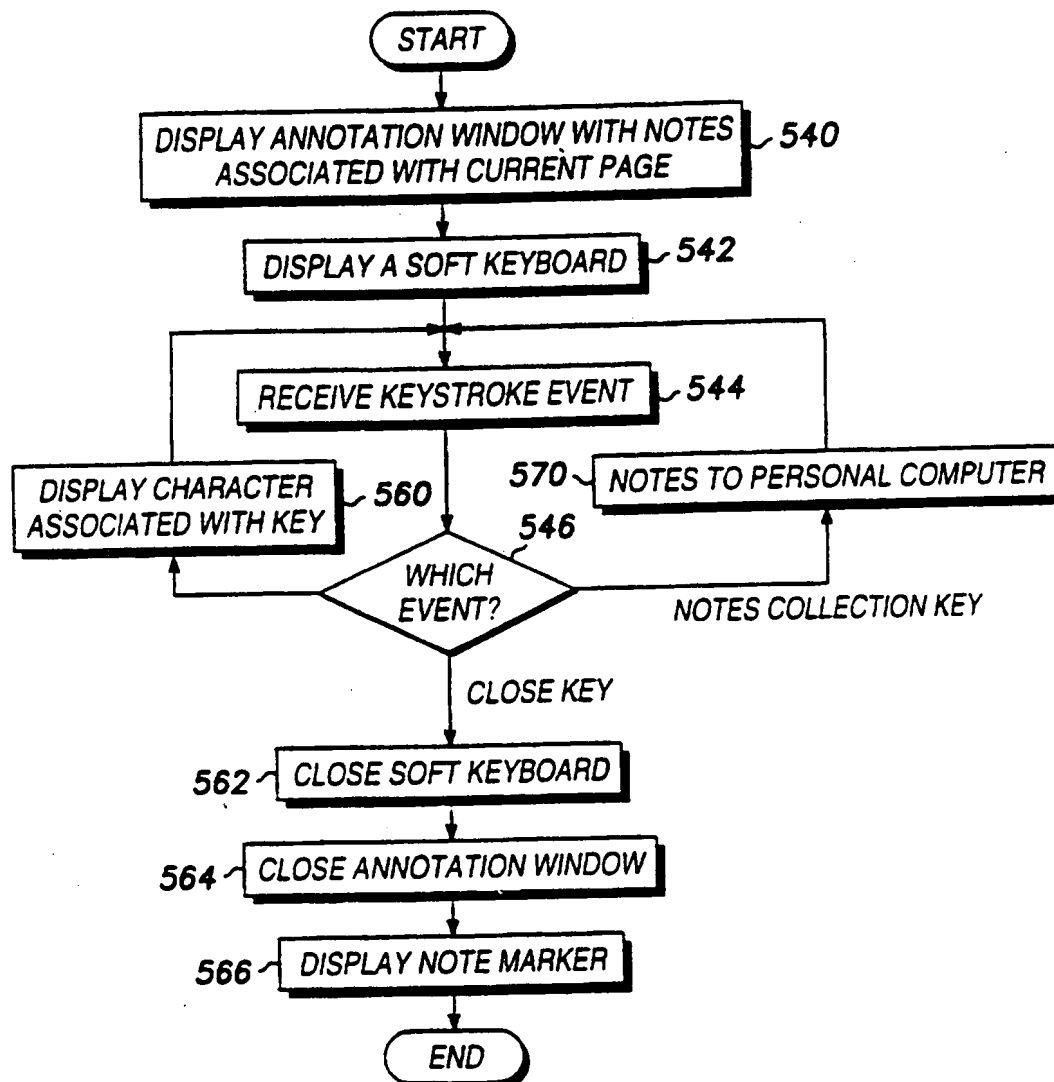 START
DISPLAY ANNOTATION WINDOW WITH NOTES
ASSOCIATED WITH CURRENT PAGE
540
DISPLAY A SOFT KEYBOARD
542
RECEIVE KEYSTROKE EVENT
544
DISPLAY CHARACTER
ASSOCIATED WITH KEY
560
570
NOTES TO PERSONAL COMPUTER
546
WHICH
EVENT?
NOTES COLLECTION KEY
CLOSE KEY
562
CLOSE SOFT KEYBOARD
564
CLOSE ANNOTATION WINDOW
566
DISPLAY NOTE MARKER
END